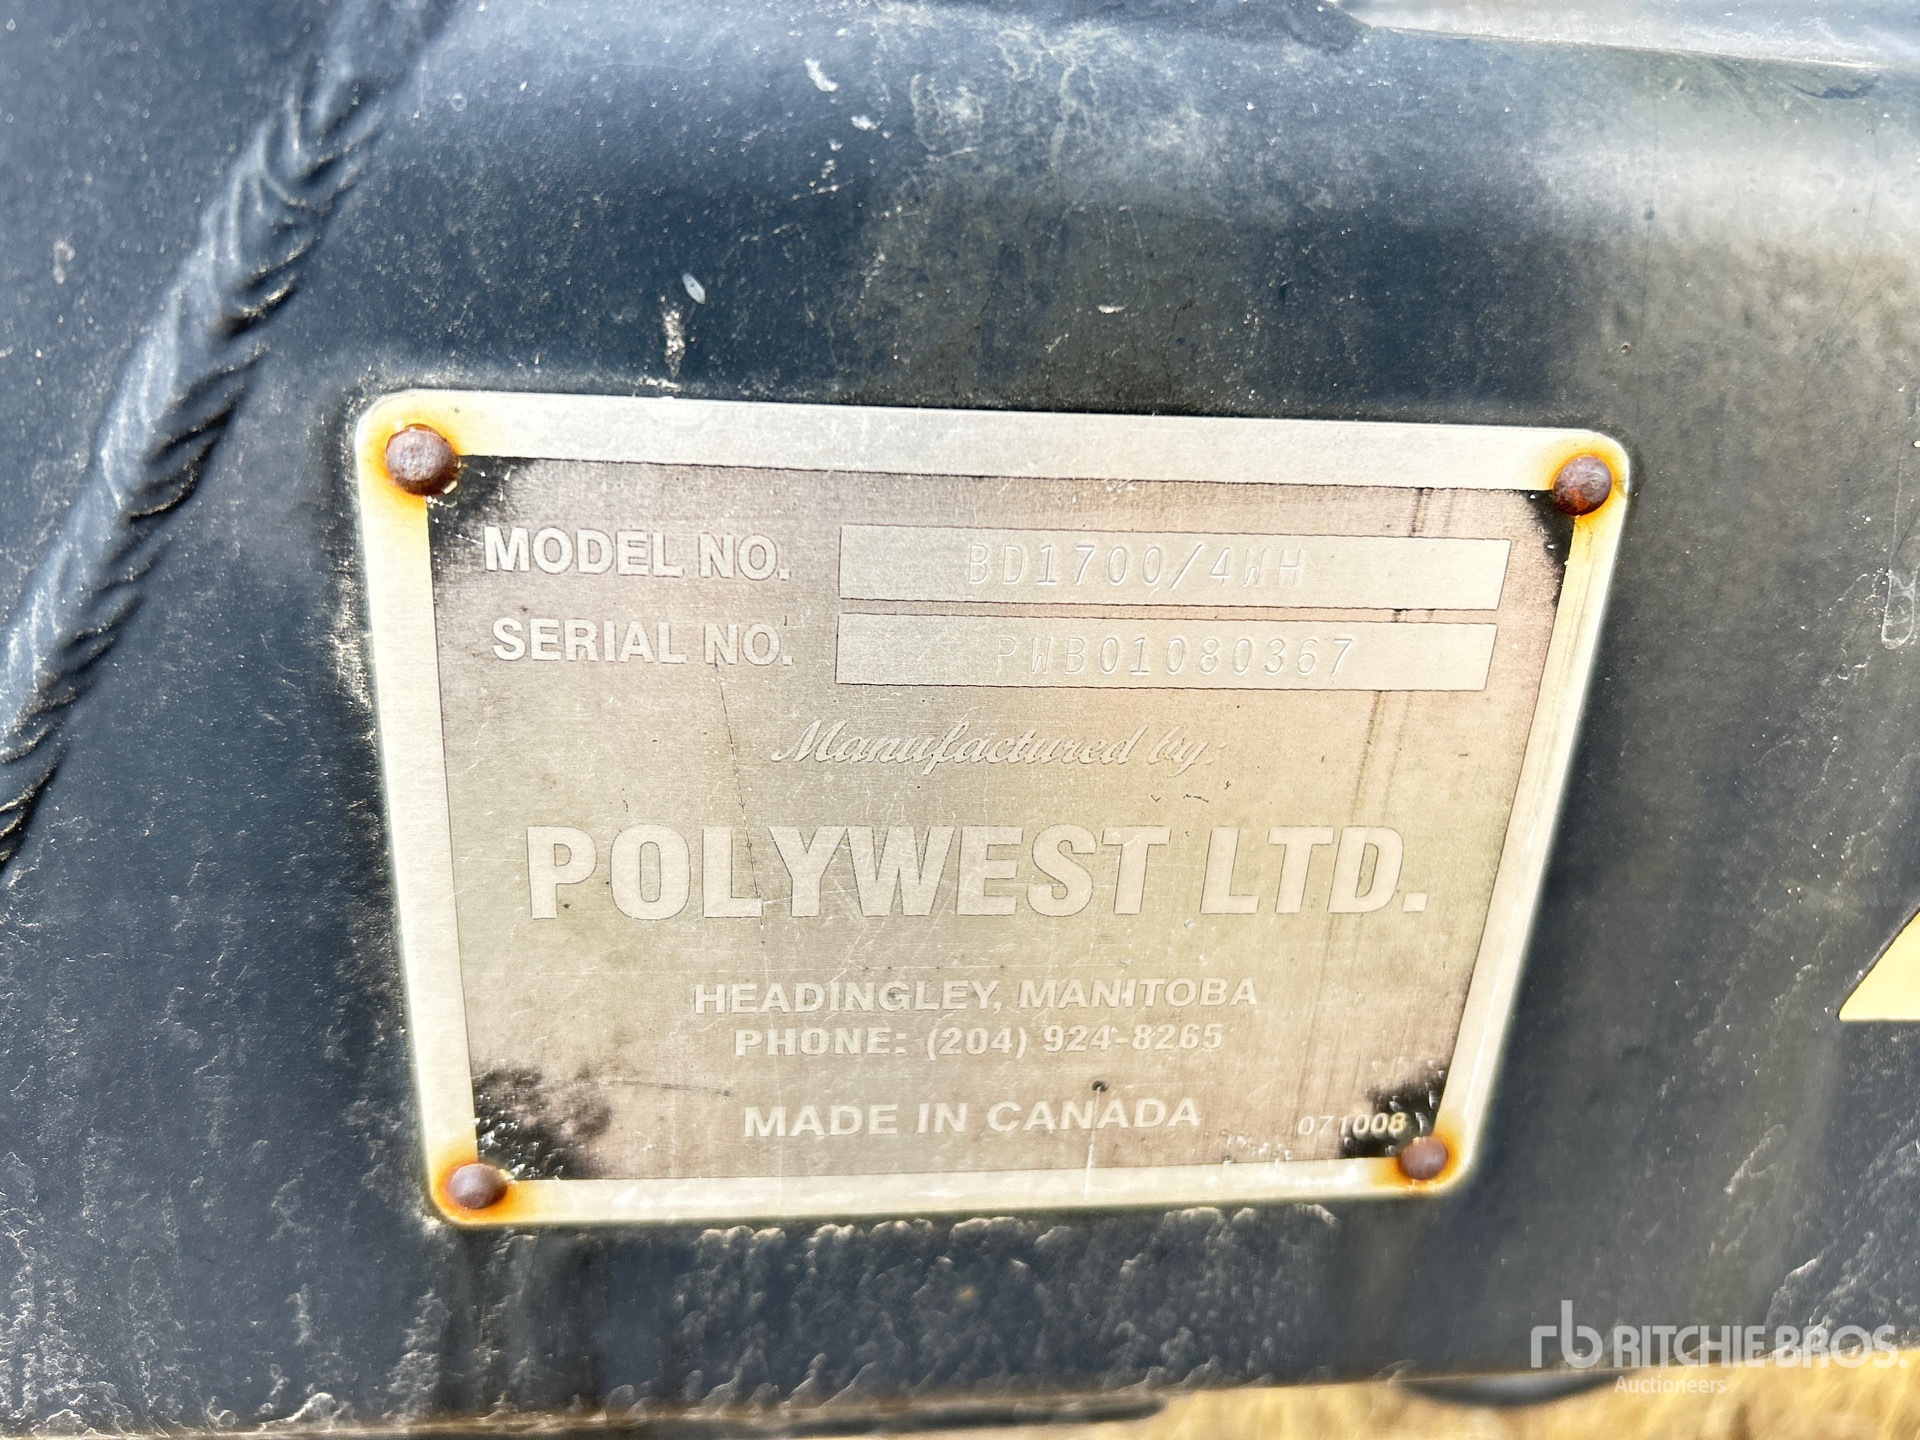 MODEL NO. BD1700/4WH
SERIAL NO. PWB01080367
Manufactured by:
POLYWEST LTD.
HEADINGLEY, MANITOBA
PHONE: (204) 924-8265
MADE IN CANADA 071008
rb RITCHIE BROS.
Auctioneers